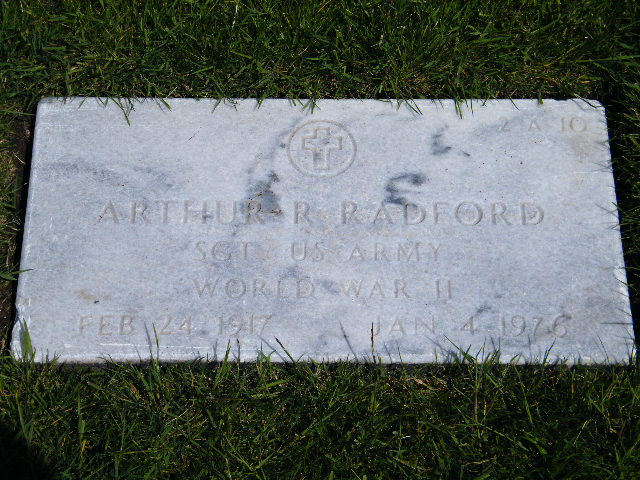 2 A 10
ARTHUR R RADFORD
SGT US ARMY
WORLD WAR II
FEB 24 1917 JAN 4 1976